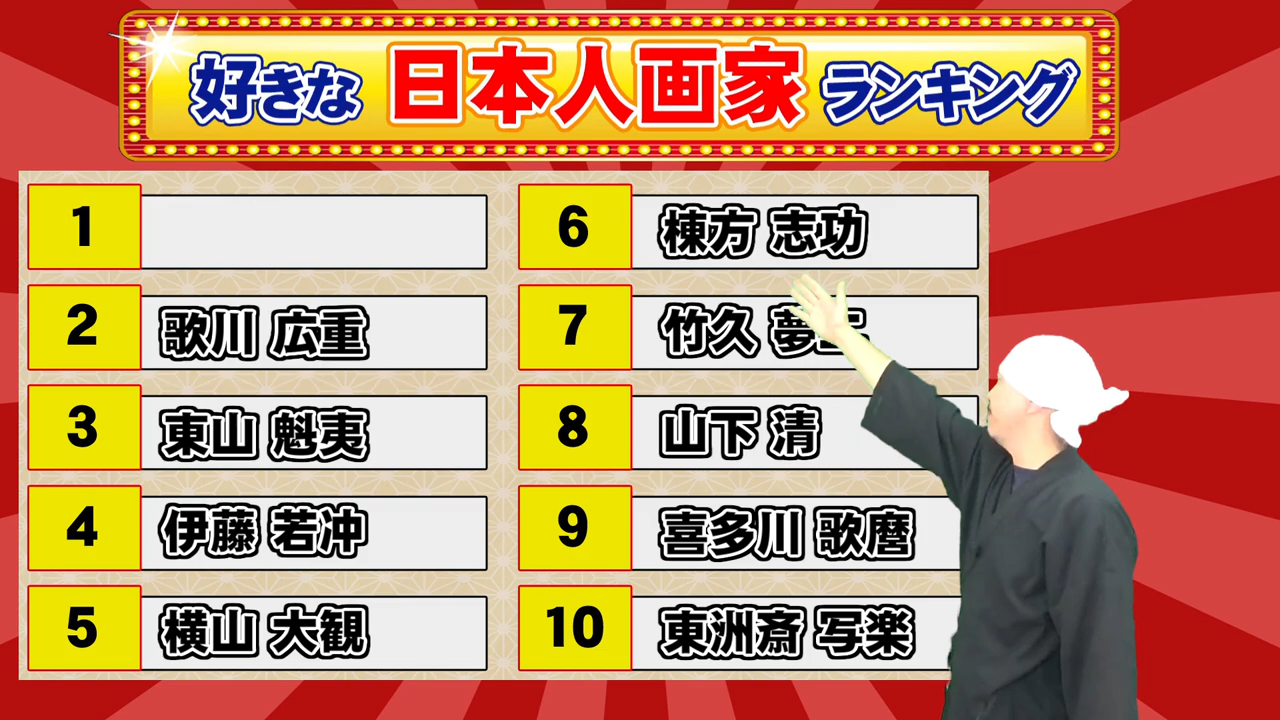 好きな 日本人画家 ランキング
1
2 歌川 広重
3 東山 魁夷
4 伊藤 若冲
5 横山 大観
6 棟方 志功
7 竹久 夢二
8 山下 清
9 喜多川 歌麿
10 東洲斎 写楽